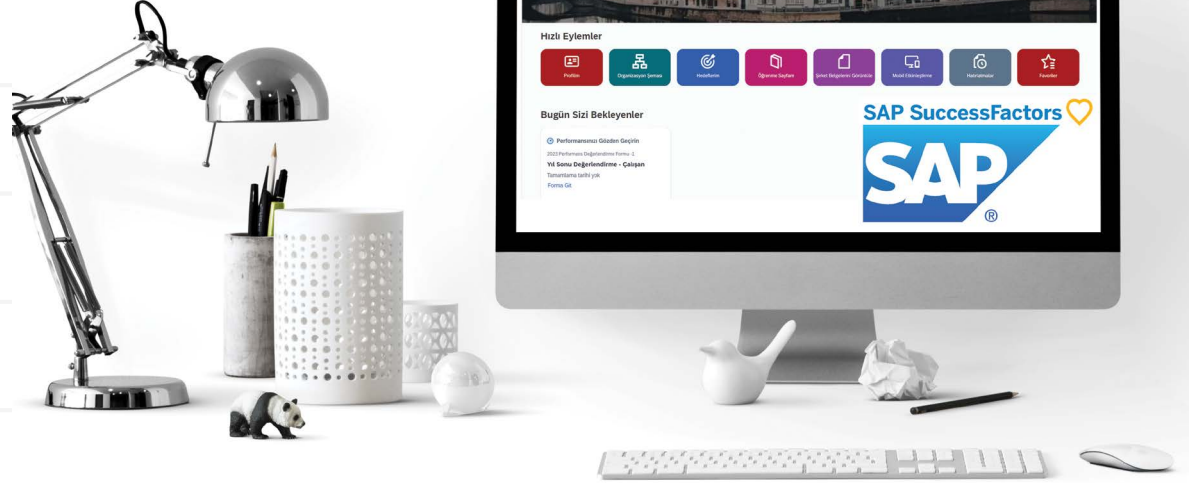 Hızlı Eylemler
Profilim
Organizasyon Şeması
Hedeflerim
Öğrenme Sayfam
Şirket Belgelerini Görüntüle
Mobil Etkinleştirme
Hatırlatmalar
Favoriler
Bugün Sizi Bekleyenler
Performansınızı Gözden Geçirin
2023 Performans Değerlendirme Formu -1
Yıl Sonu Değerlendirme - Çalışan
Tamamlama tarihi yok
Forma Git
SAP SuccessFactors
SAP
®